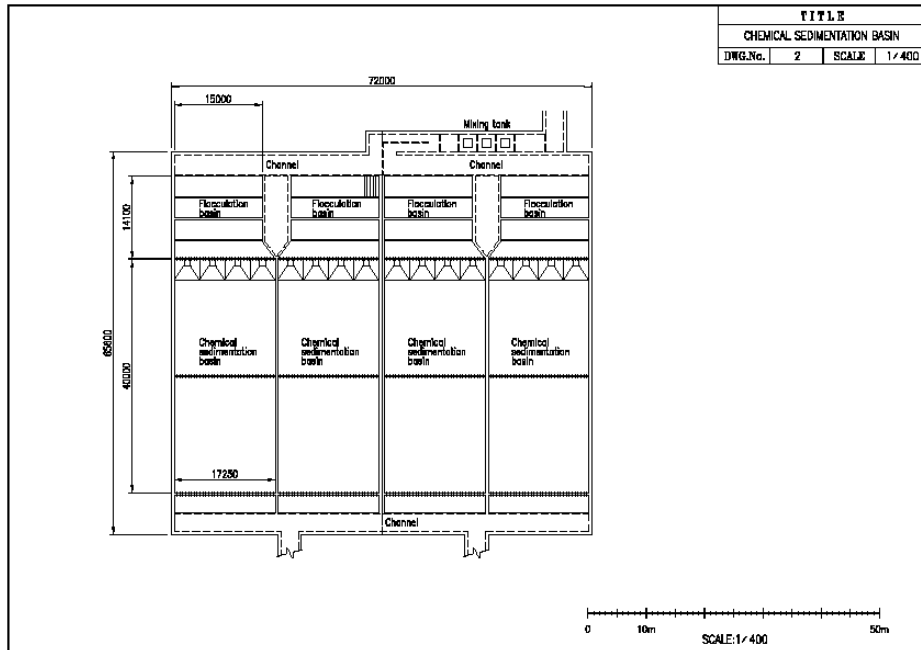 TITLE
CHEMICAL SEDIMENTATION BASIN
DWG.No. 2 SCALE 1/400
72000
15000
Mixing tank
Channel Channel
14100
Flocculation basin
Flocculation basin
Flocculation basin
Flocculation basin
65600
40000
Chemical
sedimentation
basin
Chemical
sedimentation
basin
Chemical
sedimentation
basin
Chemical
sedimentation
basin
17250
Channel
0 10m 50m
SCALE:1/400